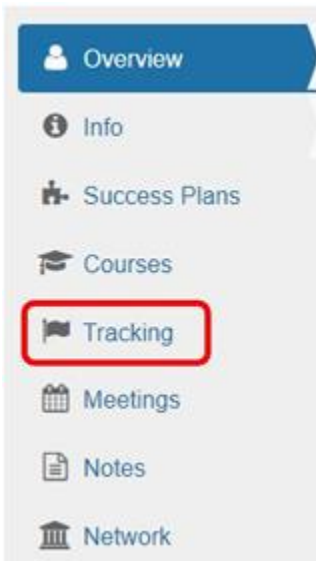 Overview
Info
Success Plans
Courses
Tracking
Meetings
Notes
Network